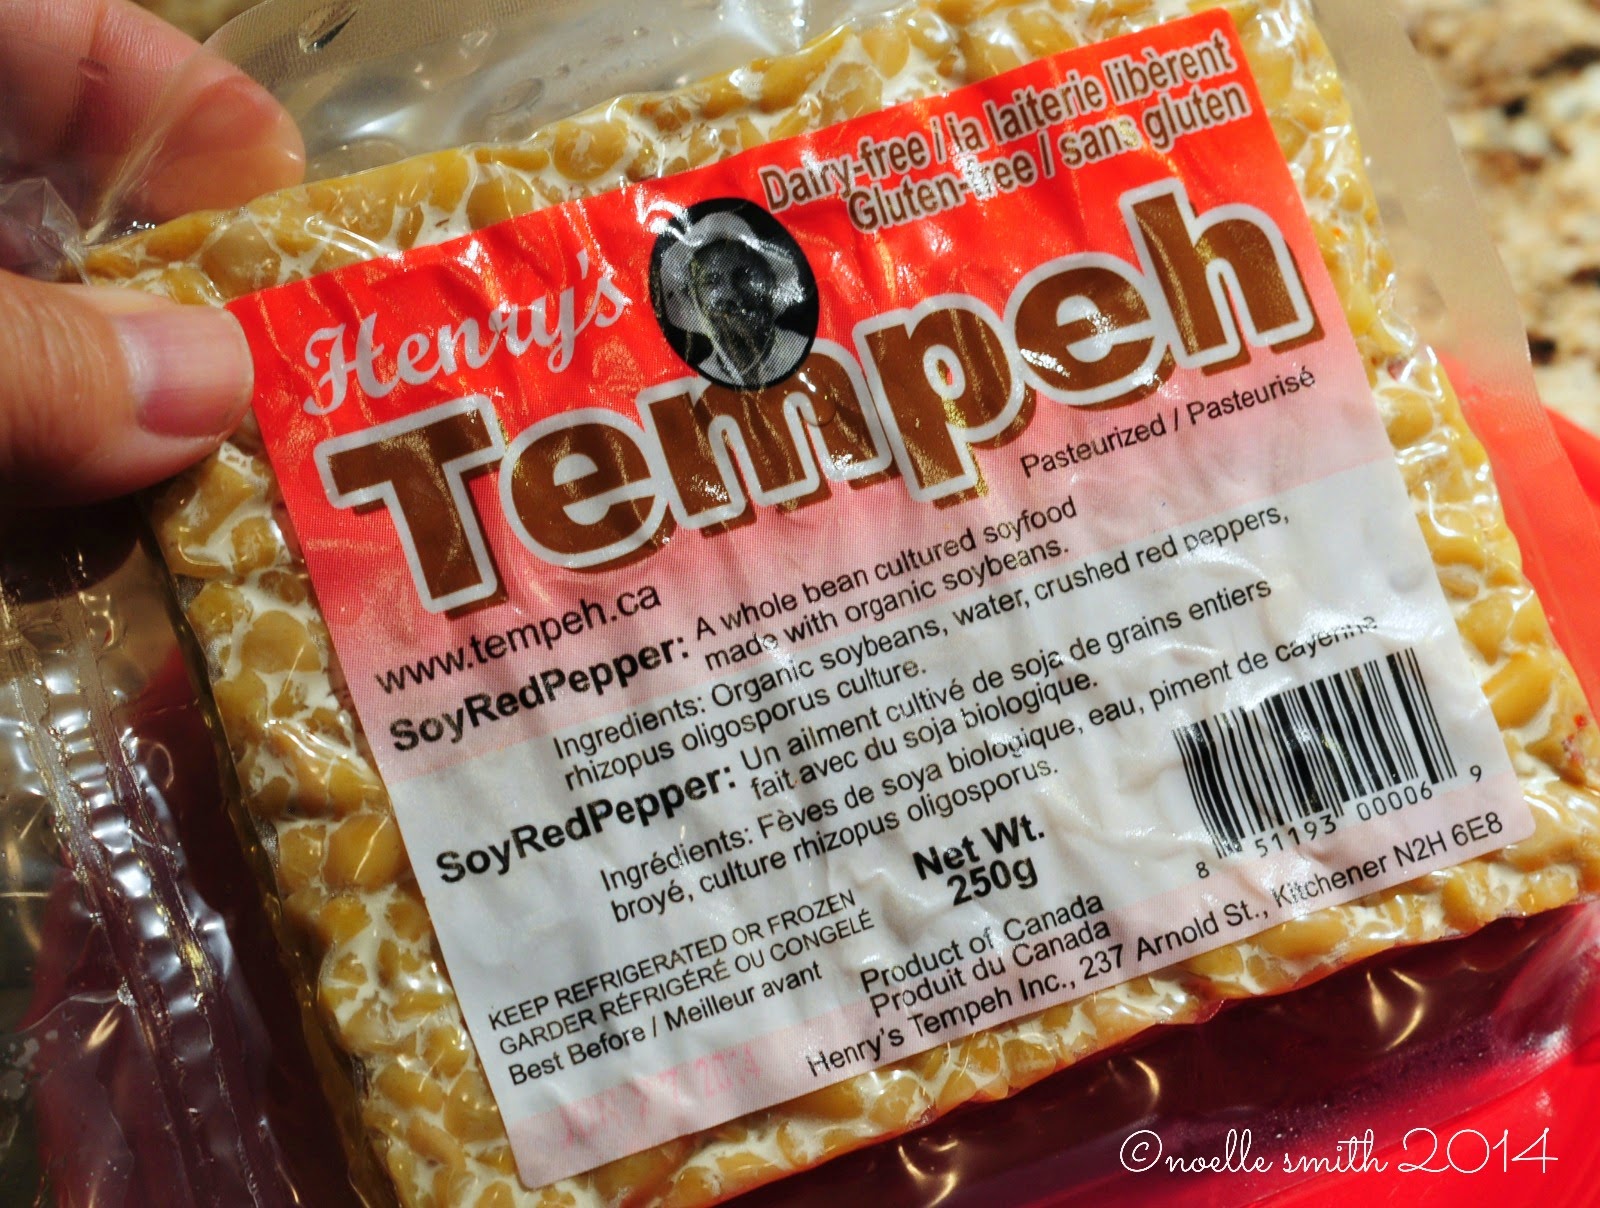 Dairy-free / la laiterie libèrent
Gluten-free / sans gluten
Henry's
Tempeh
Pasteurized / Pasteurisé
www.tempeh.ca
SoyRedPepper: A whole bean cultured soyfood
made with organic soybeans.
Ingredients: Organic soybeans, water, crushed red peppers,
rhizopus oligosporus culture.
SoyRedPepper: Un ailment cultivé de soja de grains entiers
fait avec du soja biologique.
Ingrédients: Fèves de soya biologique, eau, piment de cayenne
broyé, culture rhizopus oligosporus.
KEEP REFRIGERATED OR FROZEN
GARDER RÉFRIGÉRÉ OU CONGELÉ
Best Before / Meilleur avant
2014
Net Wt.
250g
Product of Canada
Produit du Canada
Henry's Tempeh Inc., 237 Arnold St., Kitchener N2H 6E8
8 51193 00006 9
©noelle smith 2014